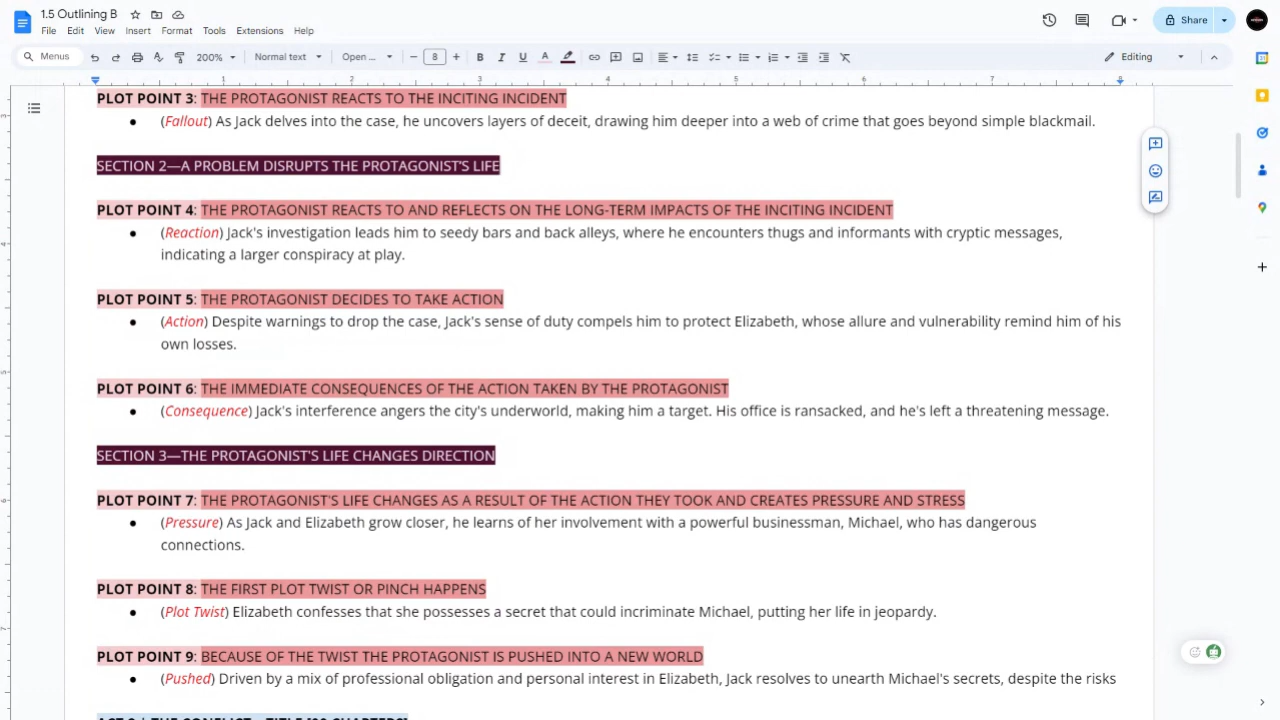 1.5 Outlining B
File Edit View Insert Format Tools Extensions Help
Share
Menus 200% Normal text Open ... 8 B I U A Editing
1 2 3 4 5 6 7
PLOT POINT 3: THE PROTAGONIST REACTS TO THE INCITING INCIDENT
● (Fallout) As Jack delves into the case, he uncovers layers of deceit, drawing him deeper into a web of crime that goes beyond simple blackmail.
SECTION 2—A PROBLEM DISRUPTS THE PROTAGONIST'S LIFE
PLOT POINT 4: THE PROTAGONIST REACTS TO AND REFLECTS ON THE LONG-TERM IMPACTS OF THE INCITING INCIDENT
● (Reaction) Jack's investigation leads him to seedy bars and back alleys, where he encounters thugs and informants with cryptic messages,
indicating a larger conspiracy at play.
PLOT POINT 5: THE PROTAGONIST DECIDES TO TAKE ACTION
● (Action) Despite warnings to drop the case, Jack's sense of duty compels him to protect Elizabeth, whose allure and vulnerability remind him of his
own losses.
PLOT POINT 6: THE IMMEDIATE CONSEQUENCES OF THE ACTION TAKEN BY THE PROTAGONIST
● (Consequence) Jack's interference angers the city's underworld, making him a target. His office is ransacked, and he's left a threatening message.
SECTION 3—THE PROTAGONIST'S LIFE CHANGES DIRECTION
PLOT POINT 7: THE PROTAGONIST'S LIFE CHANGES AS A RESULT OF THE ACTION THEY TOOK AND CREATES PRESSURE AND STRESS
● (Pressure) As Jack and Elizabeth grow closer, he learns of her involvement with a powerful businessman, Michael, who has dangerous
connections.
PLOT POINT 8: THE FIRST PLOT TWIST OR PINCH HAPPENS
● (Plot Twist) Elizabeth confesses that she possesses a secret that could incriminate Michael, putting her life in jeopardy.
PLOT POINT 9: BECAUSE OF THE TWIST THE PROTAGONIST IS PUSHED INTO A NEW WORLD
● (Pushed) Driven by a mix of professional obligation and personal interest in Elizabeth, Jack resolves to unearth Michael's secrets, despite the risks